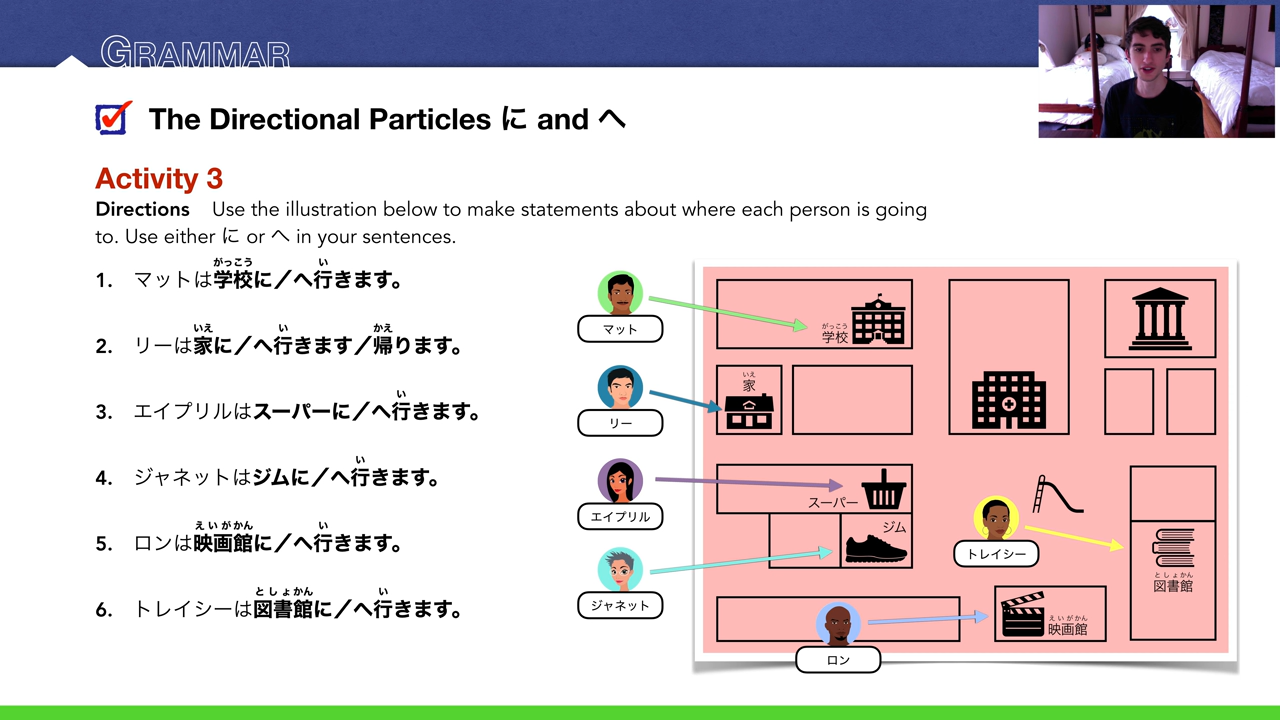 GRAMMAR
The Directional Particles に and へ
Activity 3
Directions Use the illustration below to make statements about where each person is going
to. Use either に or へ in your sentences.
がっこう い
1. マットは学校に／へ行きます。
いえ い かえ
2. リーは家に／へ行きます／帰ります。
い
3. エイプリルはスーパーに／へ行きます。
い
4. ジャネットはジムに／へ行きます。
えいがかん い
5. ロンは映画館に／へ行きます。
としょかん い
6. トレイシーは図書館に／へ行きます。
マット
がっこう
学校
リー
いえ
家
エイプリル
スーパー
ジャネット
ジム
トレイシー
としょかん
図書館
ロン
えいがかん
映画館